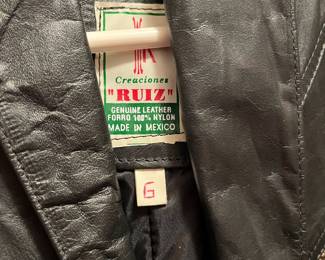 Creaciones
"RUIZ"
GENUINE LEATHER
FORRO 100% NYLON
MADE IN MEXICO
G